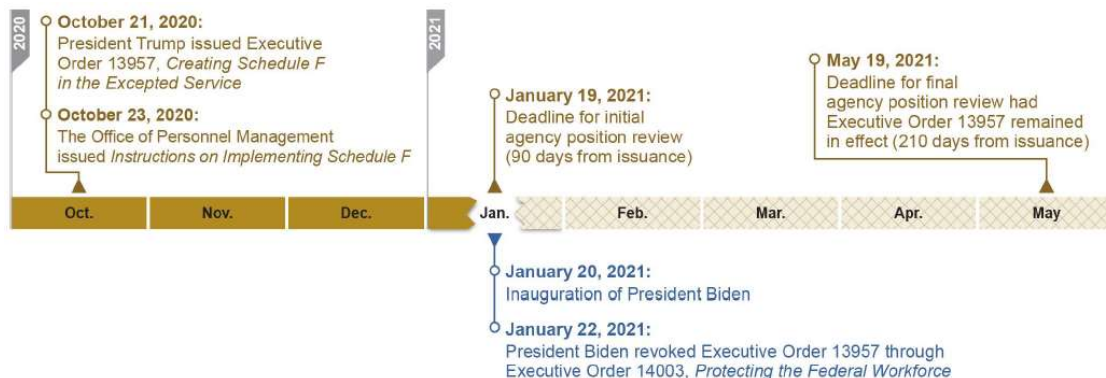 2020
October 21, 2020:
President Trump issued Executive
Order 13957, Creating Schedule F
in the Excepted Service
October 23, 2020:
The Office of Personnel Management
issued Instructions on Implementing Schedule F
2021
January 19, 2021:
Deadline for initial
agency position review
(90 days from issuance)
May 19, 2021:
Deadline for final
agency position review had
Executive Order 13957 remained
in effect (210 days from issuance)
Oct. Nov. Dec. Jan. Feb. Mar. Apr. May
January 20, 2021:
Inauguration of President Biden
January 22, 2021:
President Biden revoked Executive Order 13957 through
Executive Order 14003, Protecting the Federal Workforce